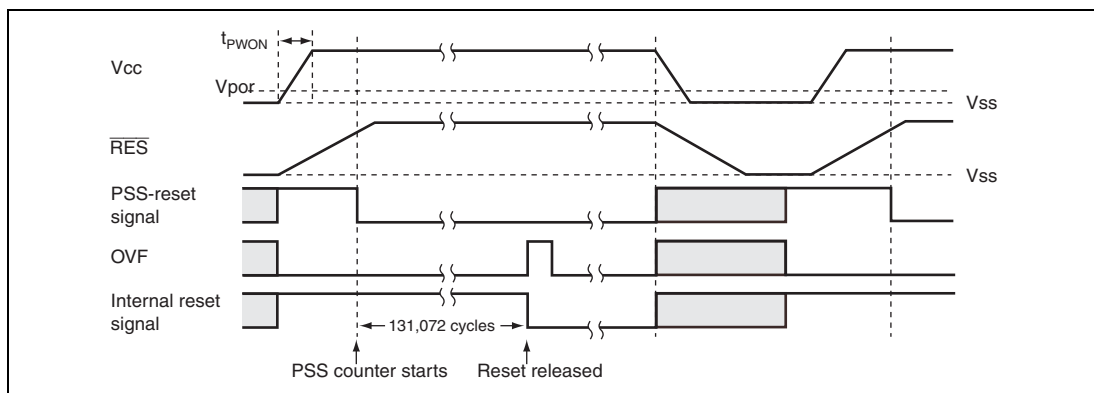 tPWON
Vcc
Vpor
Vss
RES
Vss
PSS-reset
signal
OVF
Internal reset
signal
131,072 cycles
PSS counter starts
Reset released